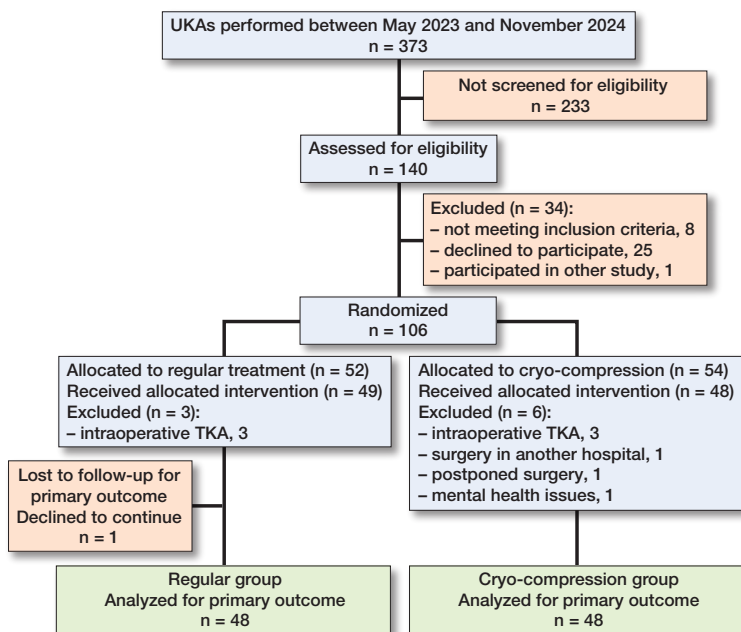 UKAs performed between May 2023 and November 2024
n = 373
Not screened for eligibility
n = 233
Assessed for eligibility
n = 140
Excluded (n = 34):
– not meeting inclusion criteria, 8
– declined to participate, 25
– participated in other study, 1
Randomized
n = 106
Allocated to regular treatment (n = 52)
Received allocated intervention (n = 49)
Excluded (n = 3):
– intraoperative TKA, 3
Allocated to cryo-compression (n = 54)
Received allocated intervention (n = 48)
Excluded (n = 6):
– intraoperative TKA, 3
– surgery in another hospital, 1
– postponed surgery, 1
– mental health issues, 1
Lost to follow-up for
primary outcome
Declined to continue
n = 1
Regular group
Analyzed for primary outcome
n = 48
Cryo-compression group
Analyzed for primary outcome
n = 48